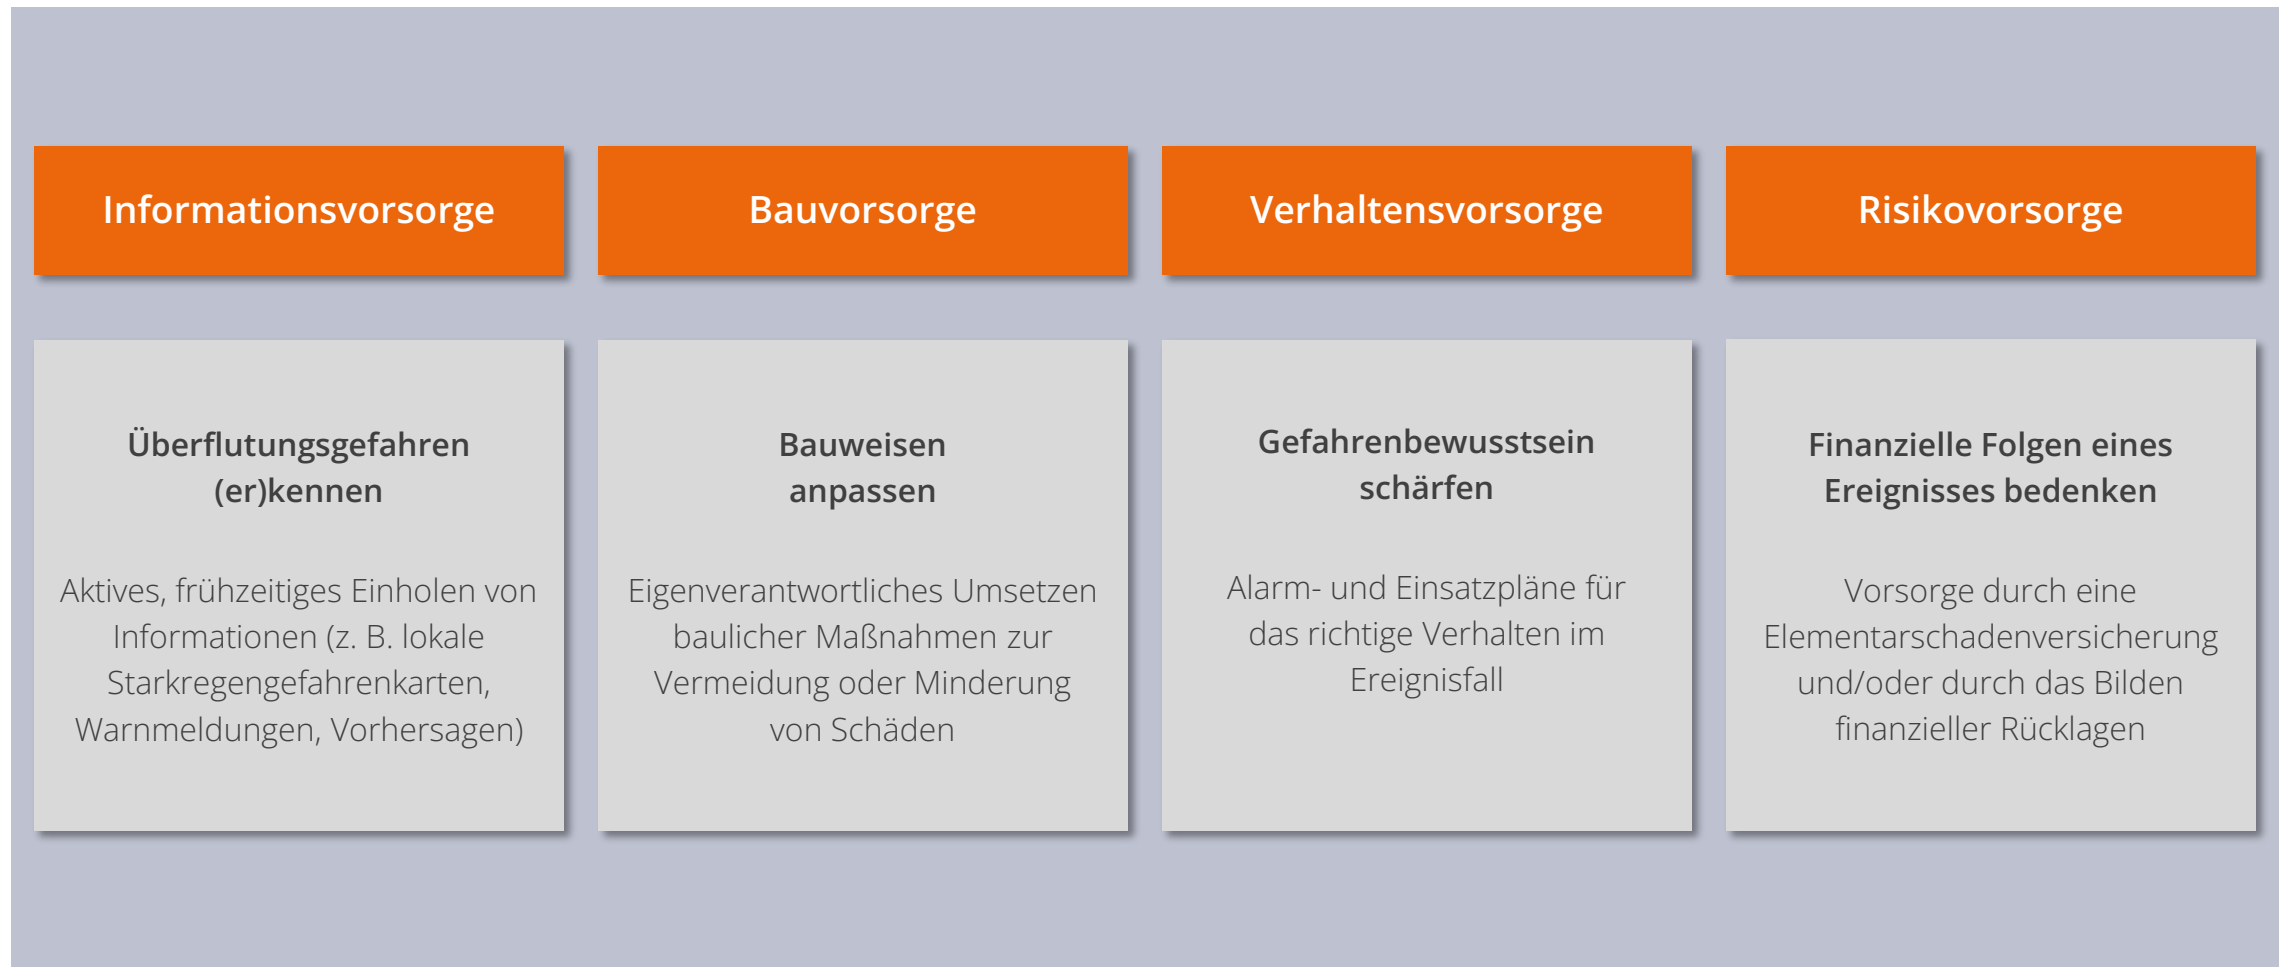 Informationsvorsorge
Bauvorsorge
Verhaltensvorsorge
Risikovorsorge
Überflutungsgefahren
(er)kennen
Aktives, frühzeitiges Einholen von
Informationen (z. B. lokale
Starkregengefahrenkarten,
Warnmeldungen, Vorhersagen)
Bauweisen
anpassen
Eigenverantwortliches Umsetzen
baulicher Maßnahmen zur
Vermeidung oder Minderung
von Schäden
Gefahrenbewusstsein
schärfen
Alarm- und Einsatzpläne für
das richtige Verhalten im
Ereignisfall
Finanzielle Folgen eines
Ereignisses bedenken
Vorsorge durch eine
Elementarschadenversicherung
und/oder durch das Bilden
finanzieller Rücklagen